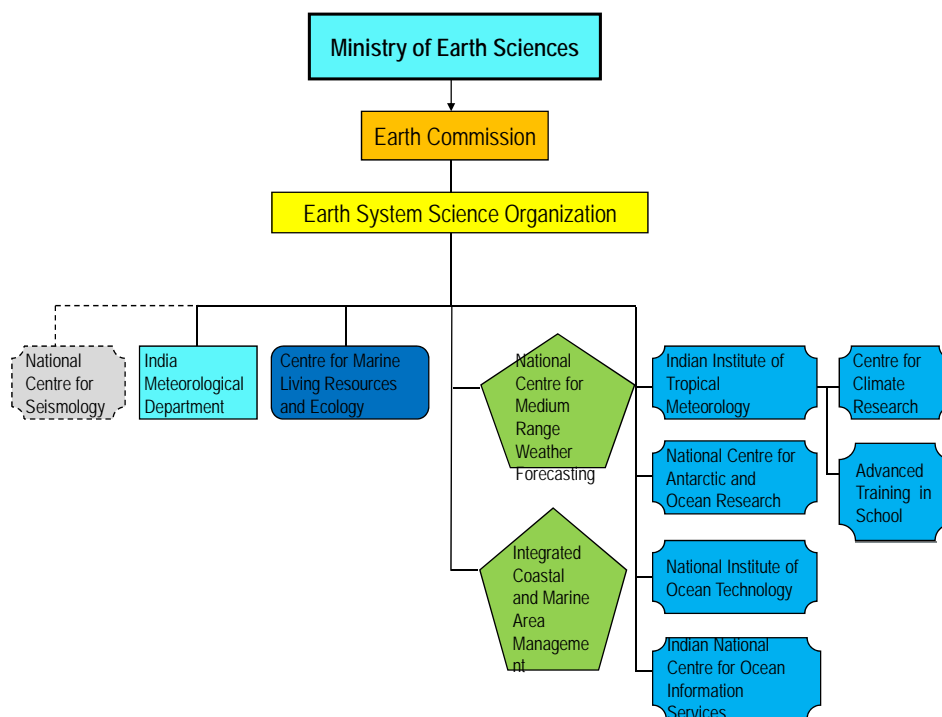 Ministry of Earth Sciences
Earth Commission
Earth System Science Organization
National
Centre for
Seismology
India
Meteorological
Department
Centre for Marine
Living Resources
and Ecology
National
Centre for
Medium
Range
Weather
Forecasting
Indian Institute of
Tropical
Meteorology
Centre for
Climate
Research
National Centre for
Antarctic and
Ocean Research
Advanced
Training in
School
Integrated
Coastal
and Marine
Area
Manageme
nt
National Institute of
Ocean Technology
Indian National
Centre for Ocean
Information
Services